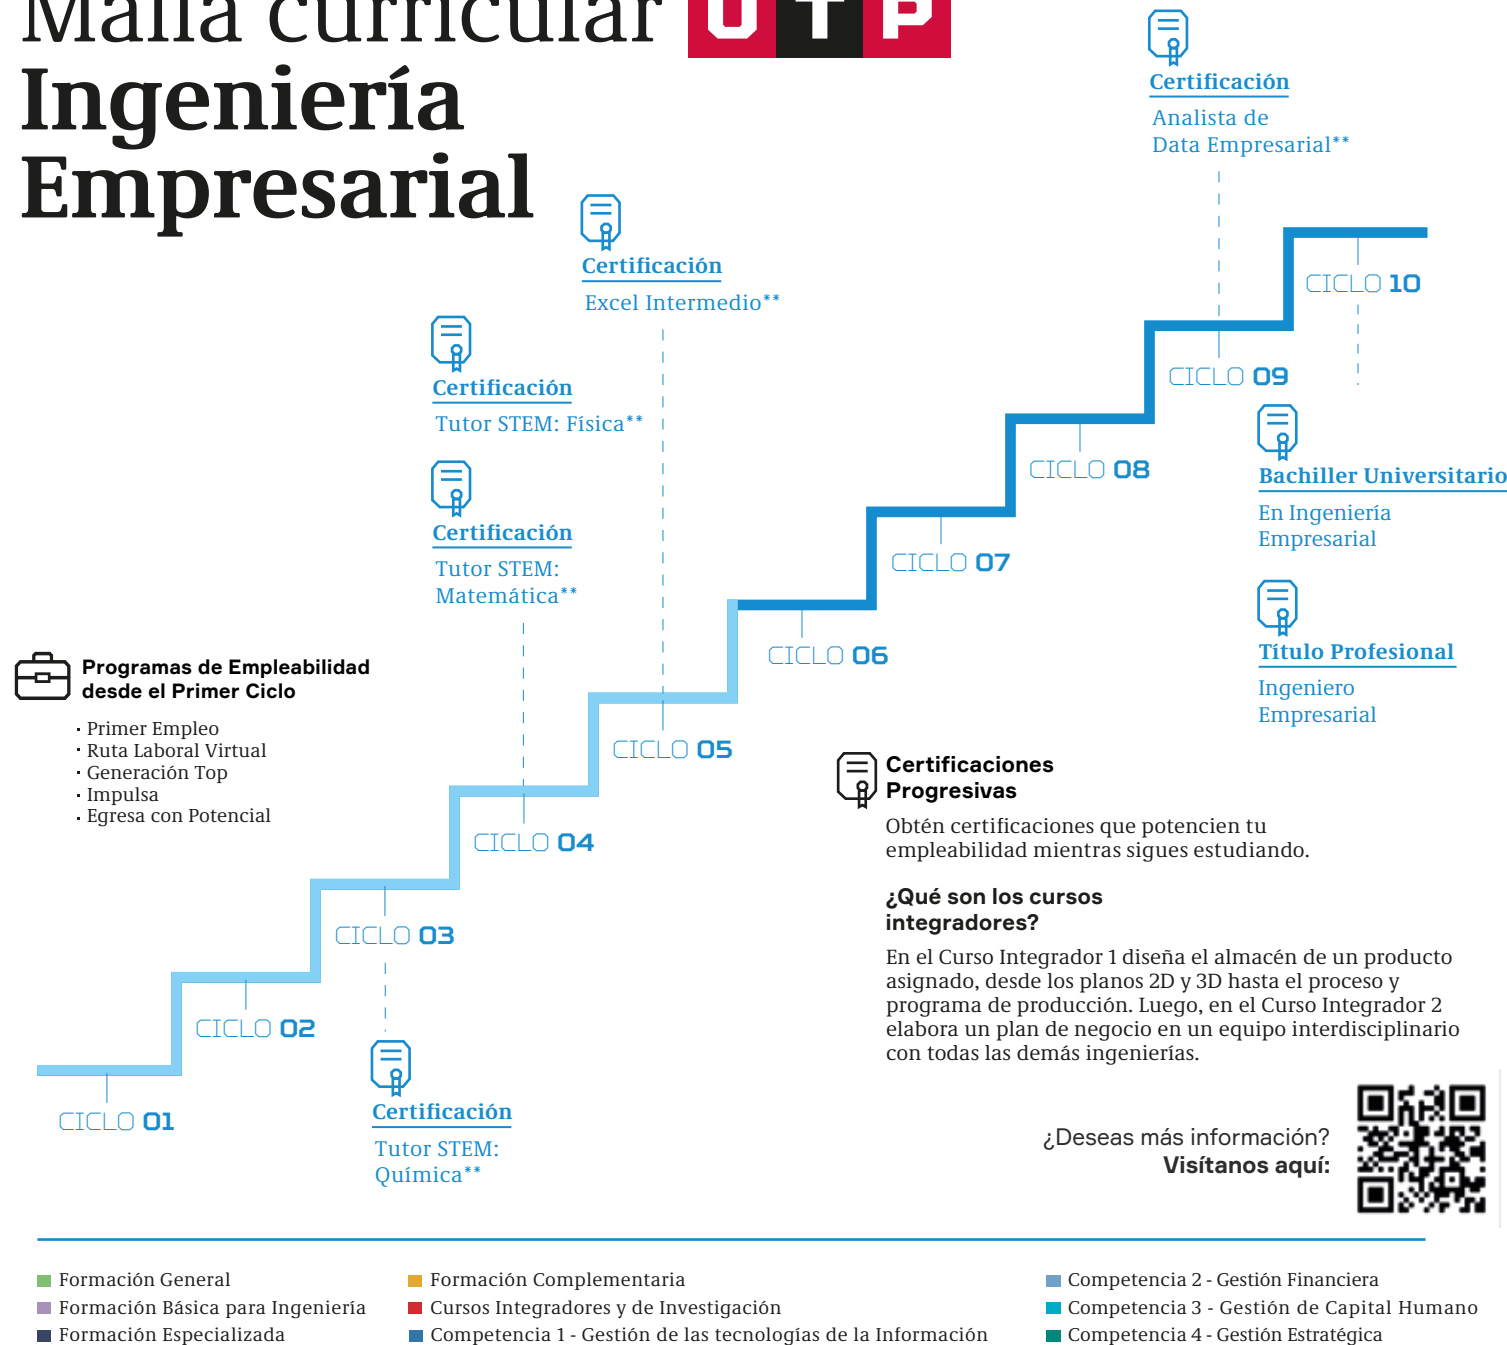 Malla curricular UTP
Ingeniería
Empresarial
Certificación
Analista de
Data Empresarial**
Certificación
Excel Intermedio**
CICLO 10
Certificación
Tutor STEM: Física**
CICLO 09
Certificación
Tutor STEM:
Matemática**
CICLO 08
Bachiller Universitario
En Ingeniería
Empresarial
CICLO 07
Título Profesional
Ingeniero
Empresarial
CICLO 06
Programas de Empleabilidad
desde el Primer Ciclo
· Primer Empleo
· Ruta Laboral Virtual
· Generación Top
· Impulsa
· Egresa con Potencial
CICLO 05
CICLO 04
CICLO 03
CICLO 02
CICLO 01
Certificación
Tutor STEM:
Química**
Certificaciones
Progresivas
Obtén certificaciones que potencien tu
empleabilidad mientras sigues estudiando.
¿Qué son los cursos
integradores?
En el Curso Integrador 1 diseña el almacén de un producto
asignado, desde los planos 2D y 3D hasta el proceso y
programa de producción. Luego, en el Curso Integrador 2
elabora un plan de negocio en un equipo interdisciplinario
con todas las demás ingenierías.
¿Deseas más información?
Visítanos aquí:
Formación General
Formación Básica para Ingeniería
Formación Especializada
Formación Complementaria
Cursos Integradores y de Investigación
Competencia 1 - Gestión de las tecnologías de la Información
Competencia 2 - Gestión Financiera
Competencia 3 - Gestión de Capital Humano
Competencia 4 - Gestión Estratégica